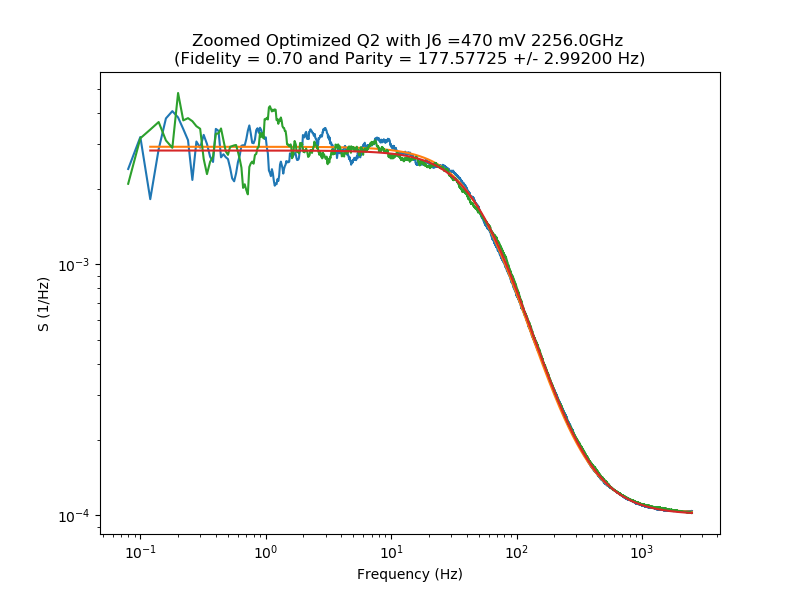 Zoomed Optimized Q2 with J6 =470 mV 2256.0GHz
(Fidelity = 0.70 and Parity = 177.57725 +/- 2.99200 Hz)
10⁻³
10⁻⁴
S (1/Hz)
10⁻¹ 10⁰ 10¹ 10² 10³
Frequency (Hz)